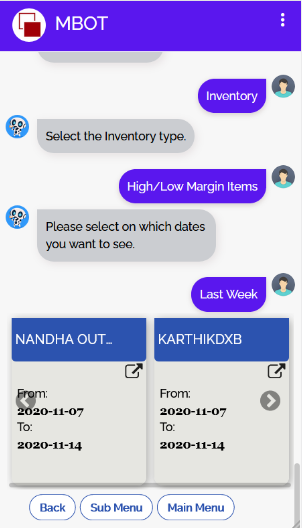 MBOT
Inventory
Select the Inventory type.
High/Low Margin Items
Please select on which dates
you want to see.
Last Week
NANDHA OUT...
From:
2020-11-07
To:
2020-11-14
KARTHIKDXB
From:
2020-11-07
To:
2020-11-14
Back
Sub Menu
Main Menu